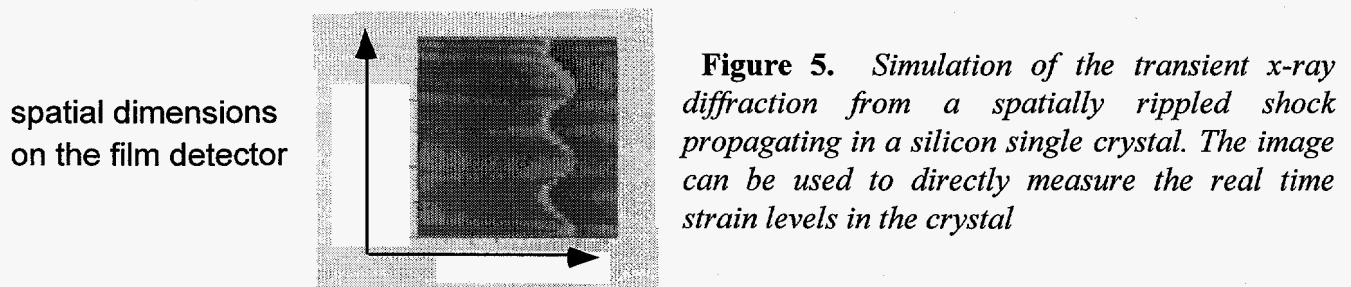 spatial dimensions
on the film detector
Figure 5. Simulation of the transient x-ray
diffraction from a spatially rippled shock
propagating in a silicon single crystal. The image
can be used to directly measure the real time
strain levels in the crystal